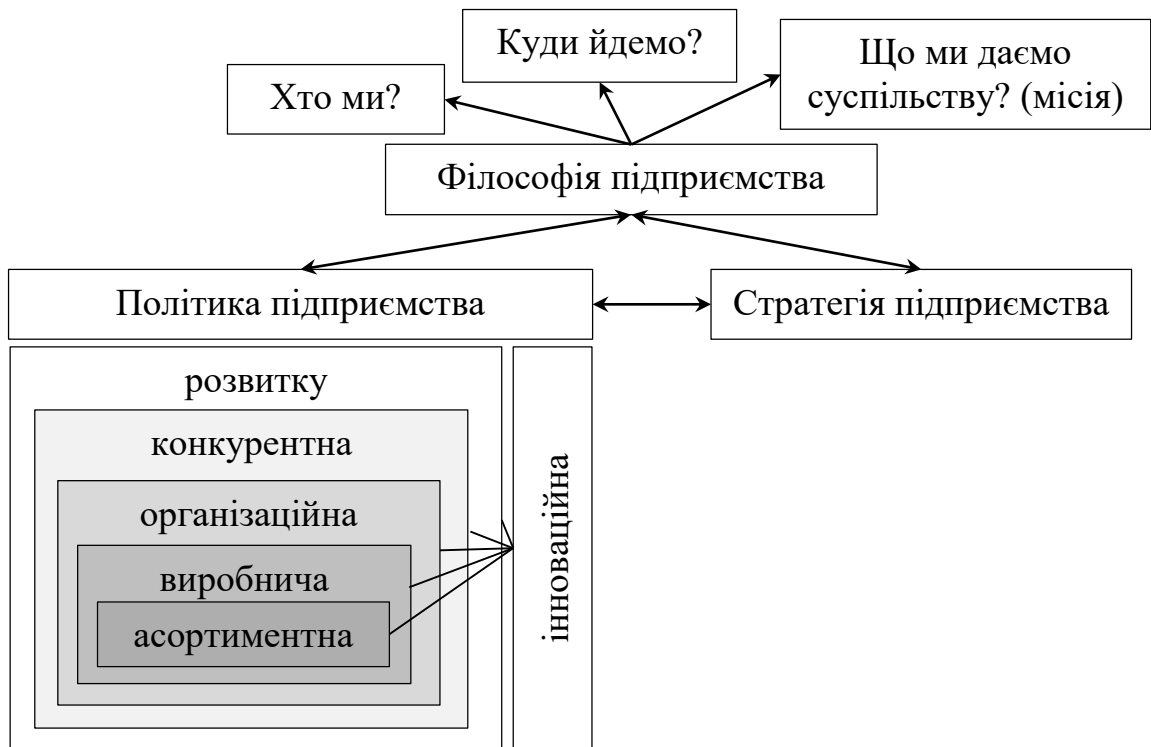 Хто ми?
Куди йдемо?
Що ми даємо
суспільству? (місія)
Філософія підприємства
Політика підприємства
Стратегія підприємства
розвитку
конкурентна
організаційна
виробнича
асортиментна
інноваційна